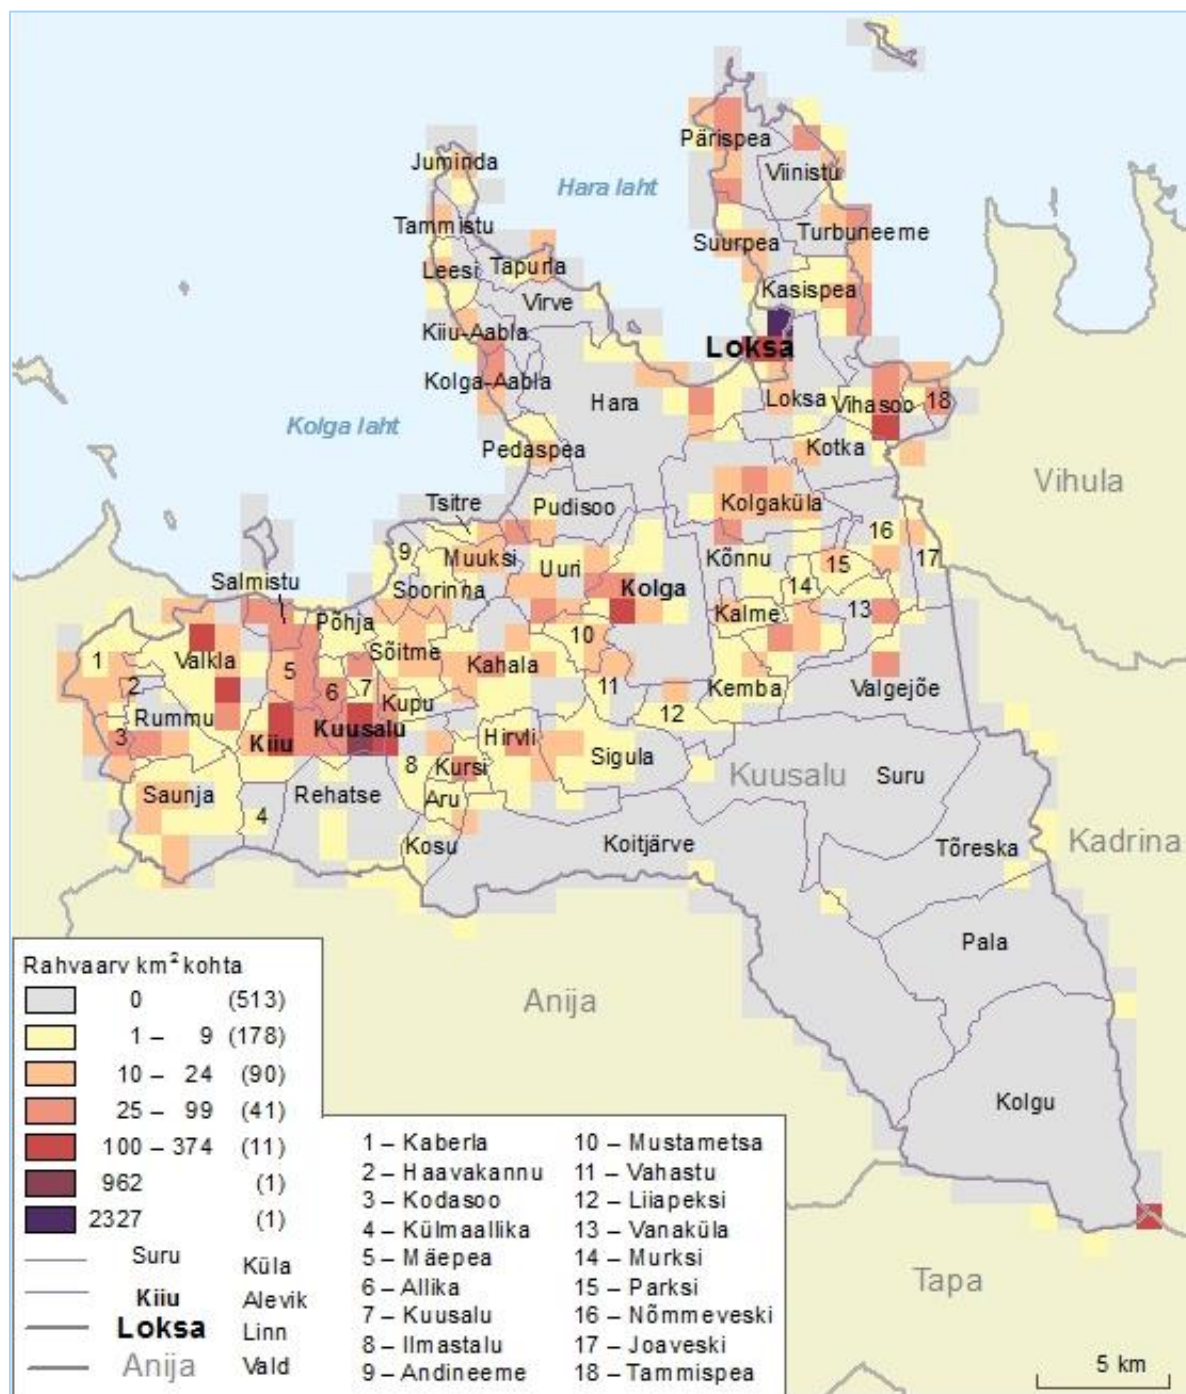 Pärispea
Viinistu
Juminda
Hara laht
Tammistu
Suurpea
Turbuneeme
Leesi
Tapurla
Kasispea
Virve
Kiiu-Aabla
Loksa
Kolga-Aabla
Hara
Loksa
Vihasoo
18
Kolga laht
Pedaspea
Kotka
Vihula
Tsitre
Pudisoo
Kolgaküla
16
9
Muuksi
Uuri
Kõnnu
15
17
Salmistu
Soorinna
Kolga
14
Põhja
Kalme
13
1
Valkla
5
Sõitme
Kahala
10
2
6
7
Kupu
11
Kemba
Valgejõe
Rummu
12
3
Kiiu
Kuusalu
Hirvli
8
Kursi
Sigula
Kuusalu
Suru
Saunja
Rehatse
Aru
4
Kosu
Koitjärve
Tõreska
Kadrina
Pala
Anija
Kolgu
Tapa
Rahvaarv km² kohta
0 (513)
1 – 9 (178)
10 – 24 (90)
25 – 99 (41)
100 – 374 (11)
962 (1)
2327 (1)
Suru Küla
Kiiu Alevik
Loksa Linn
Anija Vald
1 – Kaberla
2 – Haavakannu
3 – Kodasoo
4 – Külmaallika
5 – Mäepea
6 – Allika
7 – Kuusalu
8 – Ilmastalu
9 – Andineeme
10 – Mustametsa
11 – Vahastu
12 – Liiapeksi
13 – Vanaküla
14 – Murksi
15 – Parksi
16 – Nõmmeveski
17 – Joaveski
18 – Tammispea
5 km